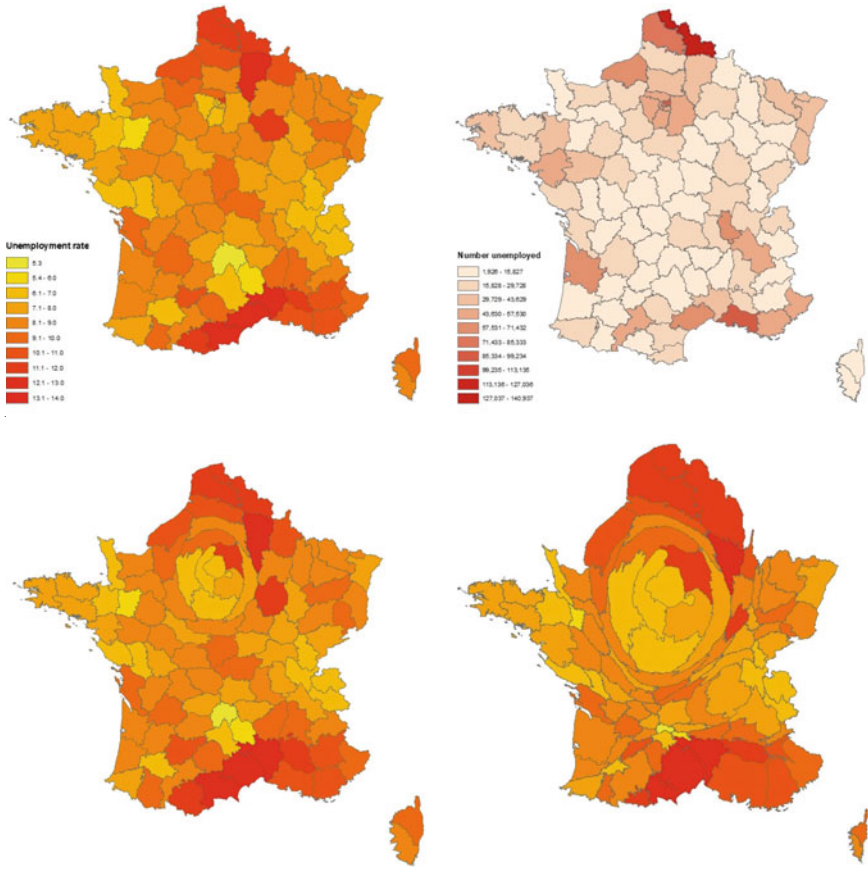 Unemployment rate
5.3
5.4 - 6.0
6.1 - 7.0
7.1 - 8.0
8.1 - 9.0
9.1 - 10.0
10.1 - 11.0
11.1 - 12.0
12.1 - 13.0
13.1 - 14.0
Number unemployed
1,926 - 15,827
15,828 - 29,728
29,729 - 43,629
43,630 - 57,530
57,531 - 71,432
71,433 - 85,333
85,334 - 99,234
99,235 - 113,135
113,136 - 127,036
127,037 - 140,937